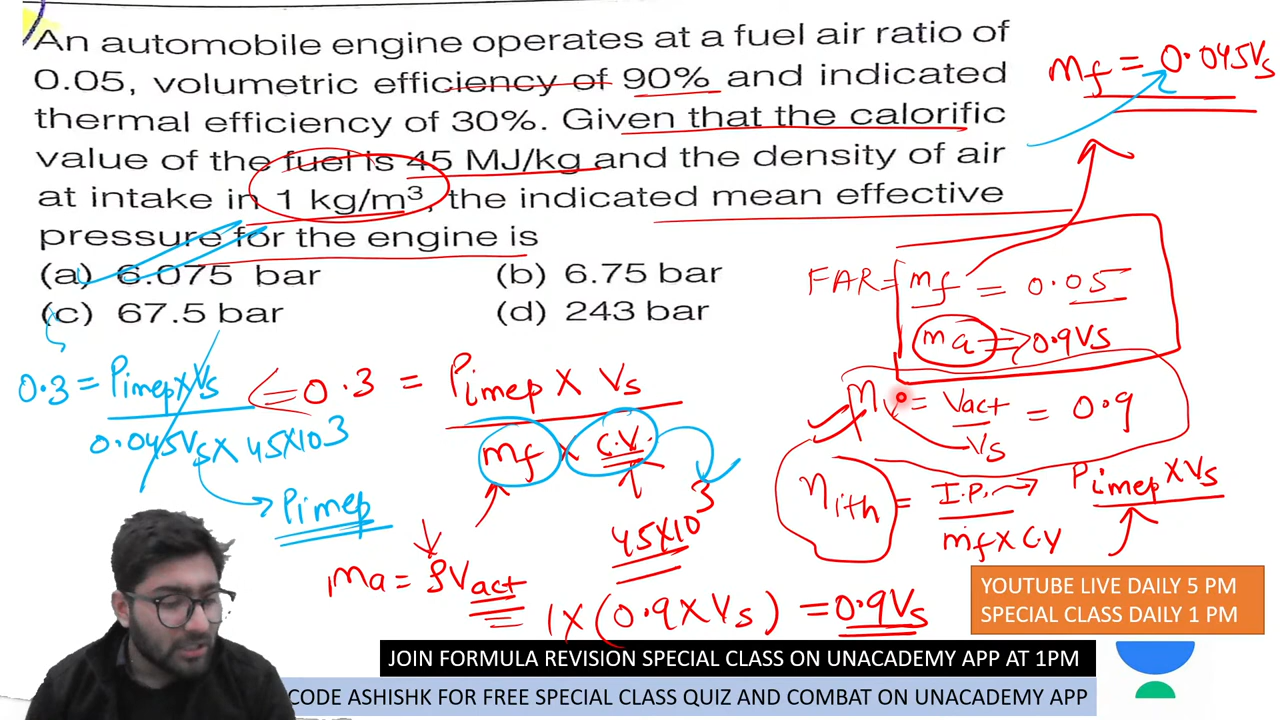 An automobile engine operates at a fuel air ratio of
0.05, volumetric efficiency of 90% and indicated
thermal efficiency of 30%. Given that the calorific
value of the fuel is 45 MJ/kg and the density of air
at intake in 1 kg/m³, the indicated mean effective
pressure for the engine is
(a) 6.075 bar (b) 6.75 bar
(c) 67.5 bar (d) 243 bar
mf = 0.045Vs
FAR = mf = 0.05
ma => 0.9Vs
ηv = Vact = 0.9
Vs
ηith = I.P. → Pimep X Vs
ṁf X CV
0.3 = Pimep X Vs
0.045Vs X 45X10³
Pimep
<= 0.3 = Pimep X Vs
mf X C.V.
45X10³
ma = ρVact
1X (0.9XVs) = 0.9Vs
YOUTUBE LIVE DAILY 5 PM
SPECIAL CLASS DAILY 1 PM
JOIN FORMULA REVISION SPECIAL CLASS ON UNACADEMY APP AT 1PM
CODE ASHISHK FOR FREE SPECIAL CLASS QUIZ AND COMBAT ON UNACADEMY APP